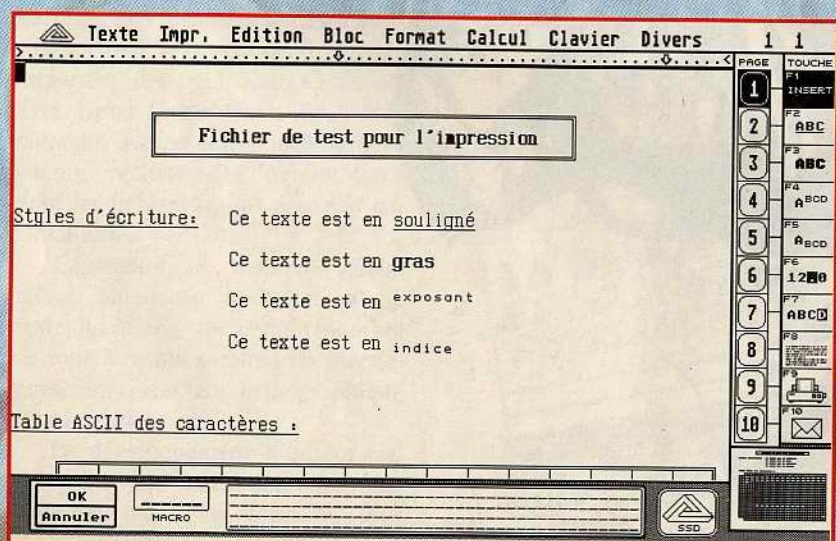 Texte Impr. Edition Bloc Format Calcul Clavier Divers 1 1
PAGE TOUCHE
1 F1 INSERT
2 F2 ABC
3 F3 ABC
4 F4 ABCD
5 F5 ABCD
6 F6 1230
7 F7 ABCD
8 F8
9 F9
10 F10
Fichier de test pour l'impression
Styles d'écriture: Ce texte est en souligné
Ce texte est en gras
Ce texte est en exposant
Ce texte est en indice
Table ASCII des caractères :
OK
Annuler
MACRO
SSD